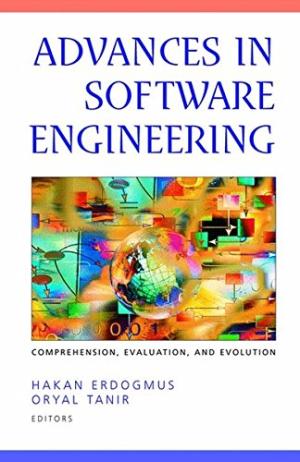 ADVANCES IN
SOFTWARE
ENGINEERING
COMPREHENSION, EVALUATION, AND EVOLUTION
HAKAN ERDOGMUS
ORYAL TANIR
EDITORS